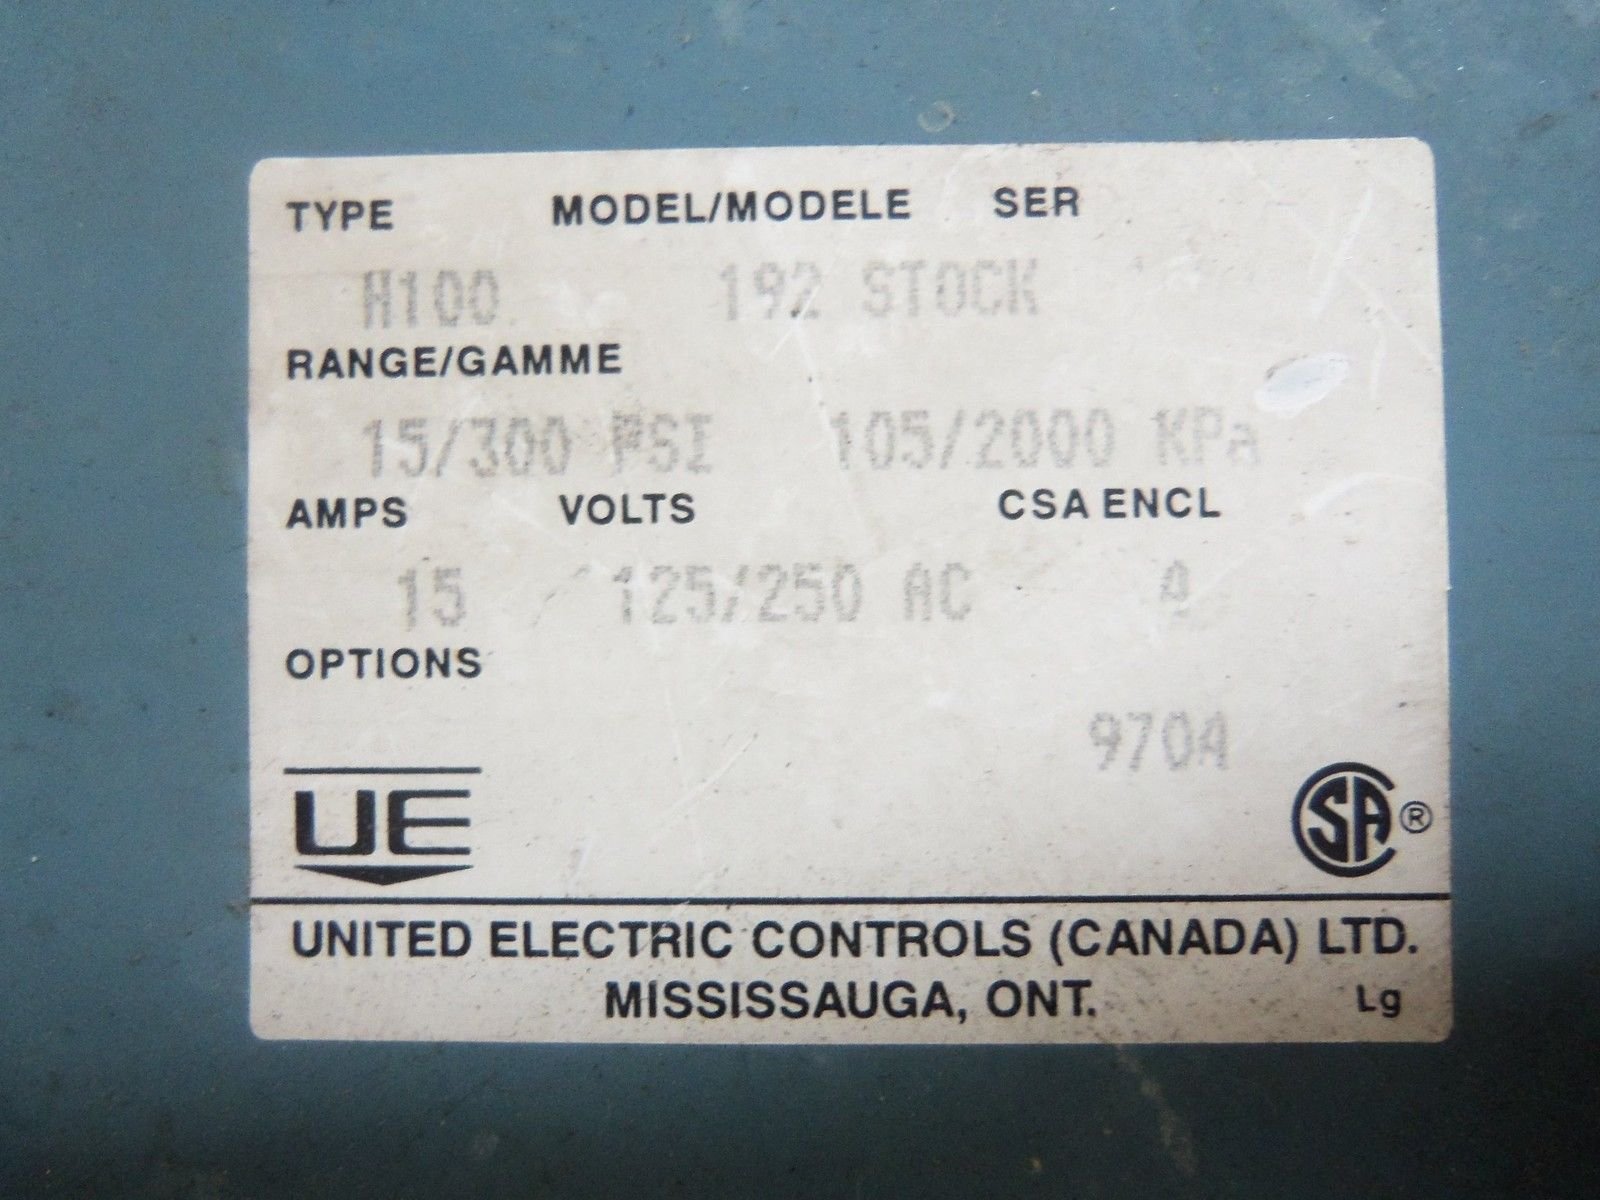 TYPE MODEL/MODELE SER
H100 192 STOCK
RANGE/GAMME
15/300 PSI 105/2000 KPa
AMPS VOLTS CSA ENCL
15 125/250 AC 4
OPTIONS
970A
UE
SA ®
UNITED ELECTRIC CONTROLS (CANADA) LTD.
MISSISSAUGA, ONT. Lg